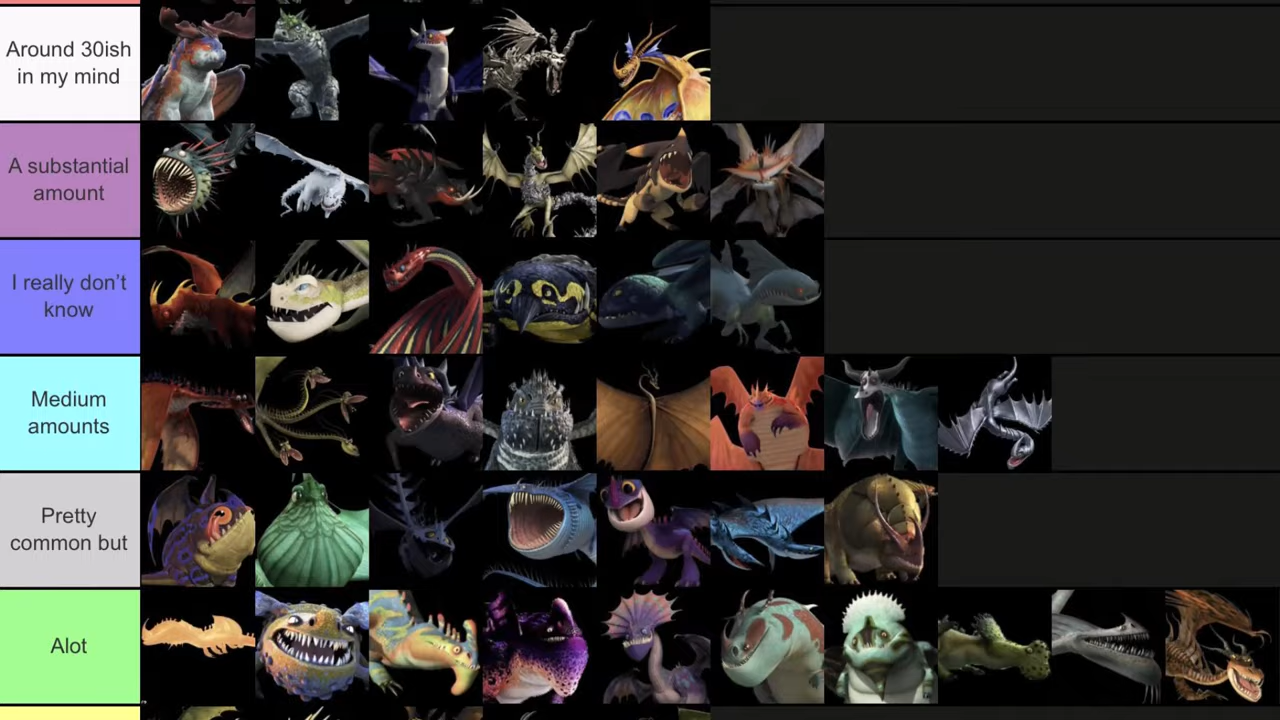 Around 30ish
in my mind
A substantial
amount
I really don't
know
Medium
amounts
Pretty
common but
Alot